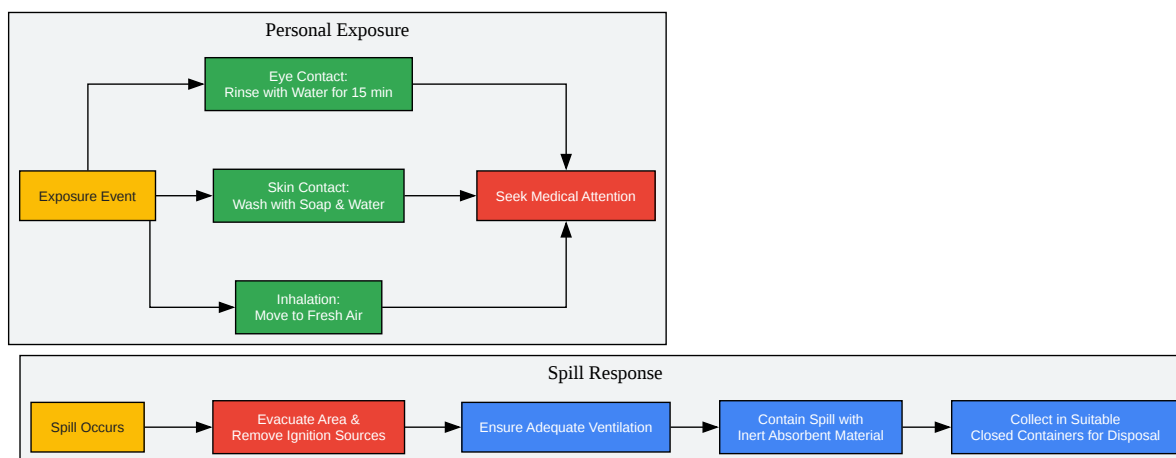 Personal Exposure
Eye Contact:
Rinse with Water for 15 min
Exposure Event
Skin Contact:
Wash with Soap & Water
Seek Medical Attention
Inhalation:
Move to Fresh Air
Spill Response
Spill Occurs
Evacuate Area &
Remove Ignition Sources
Ensure Adequate Ventilation
Contain Spill with
Inert Absorbent Material
Collect in Suitable
Closed Containers for Disposal